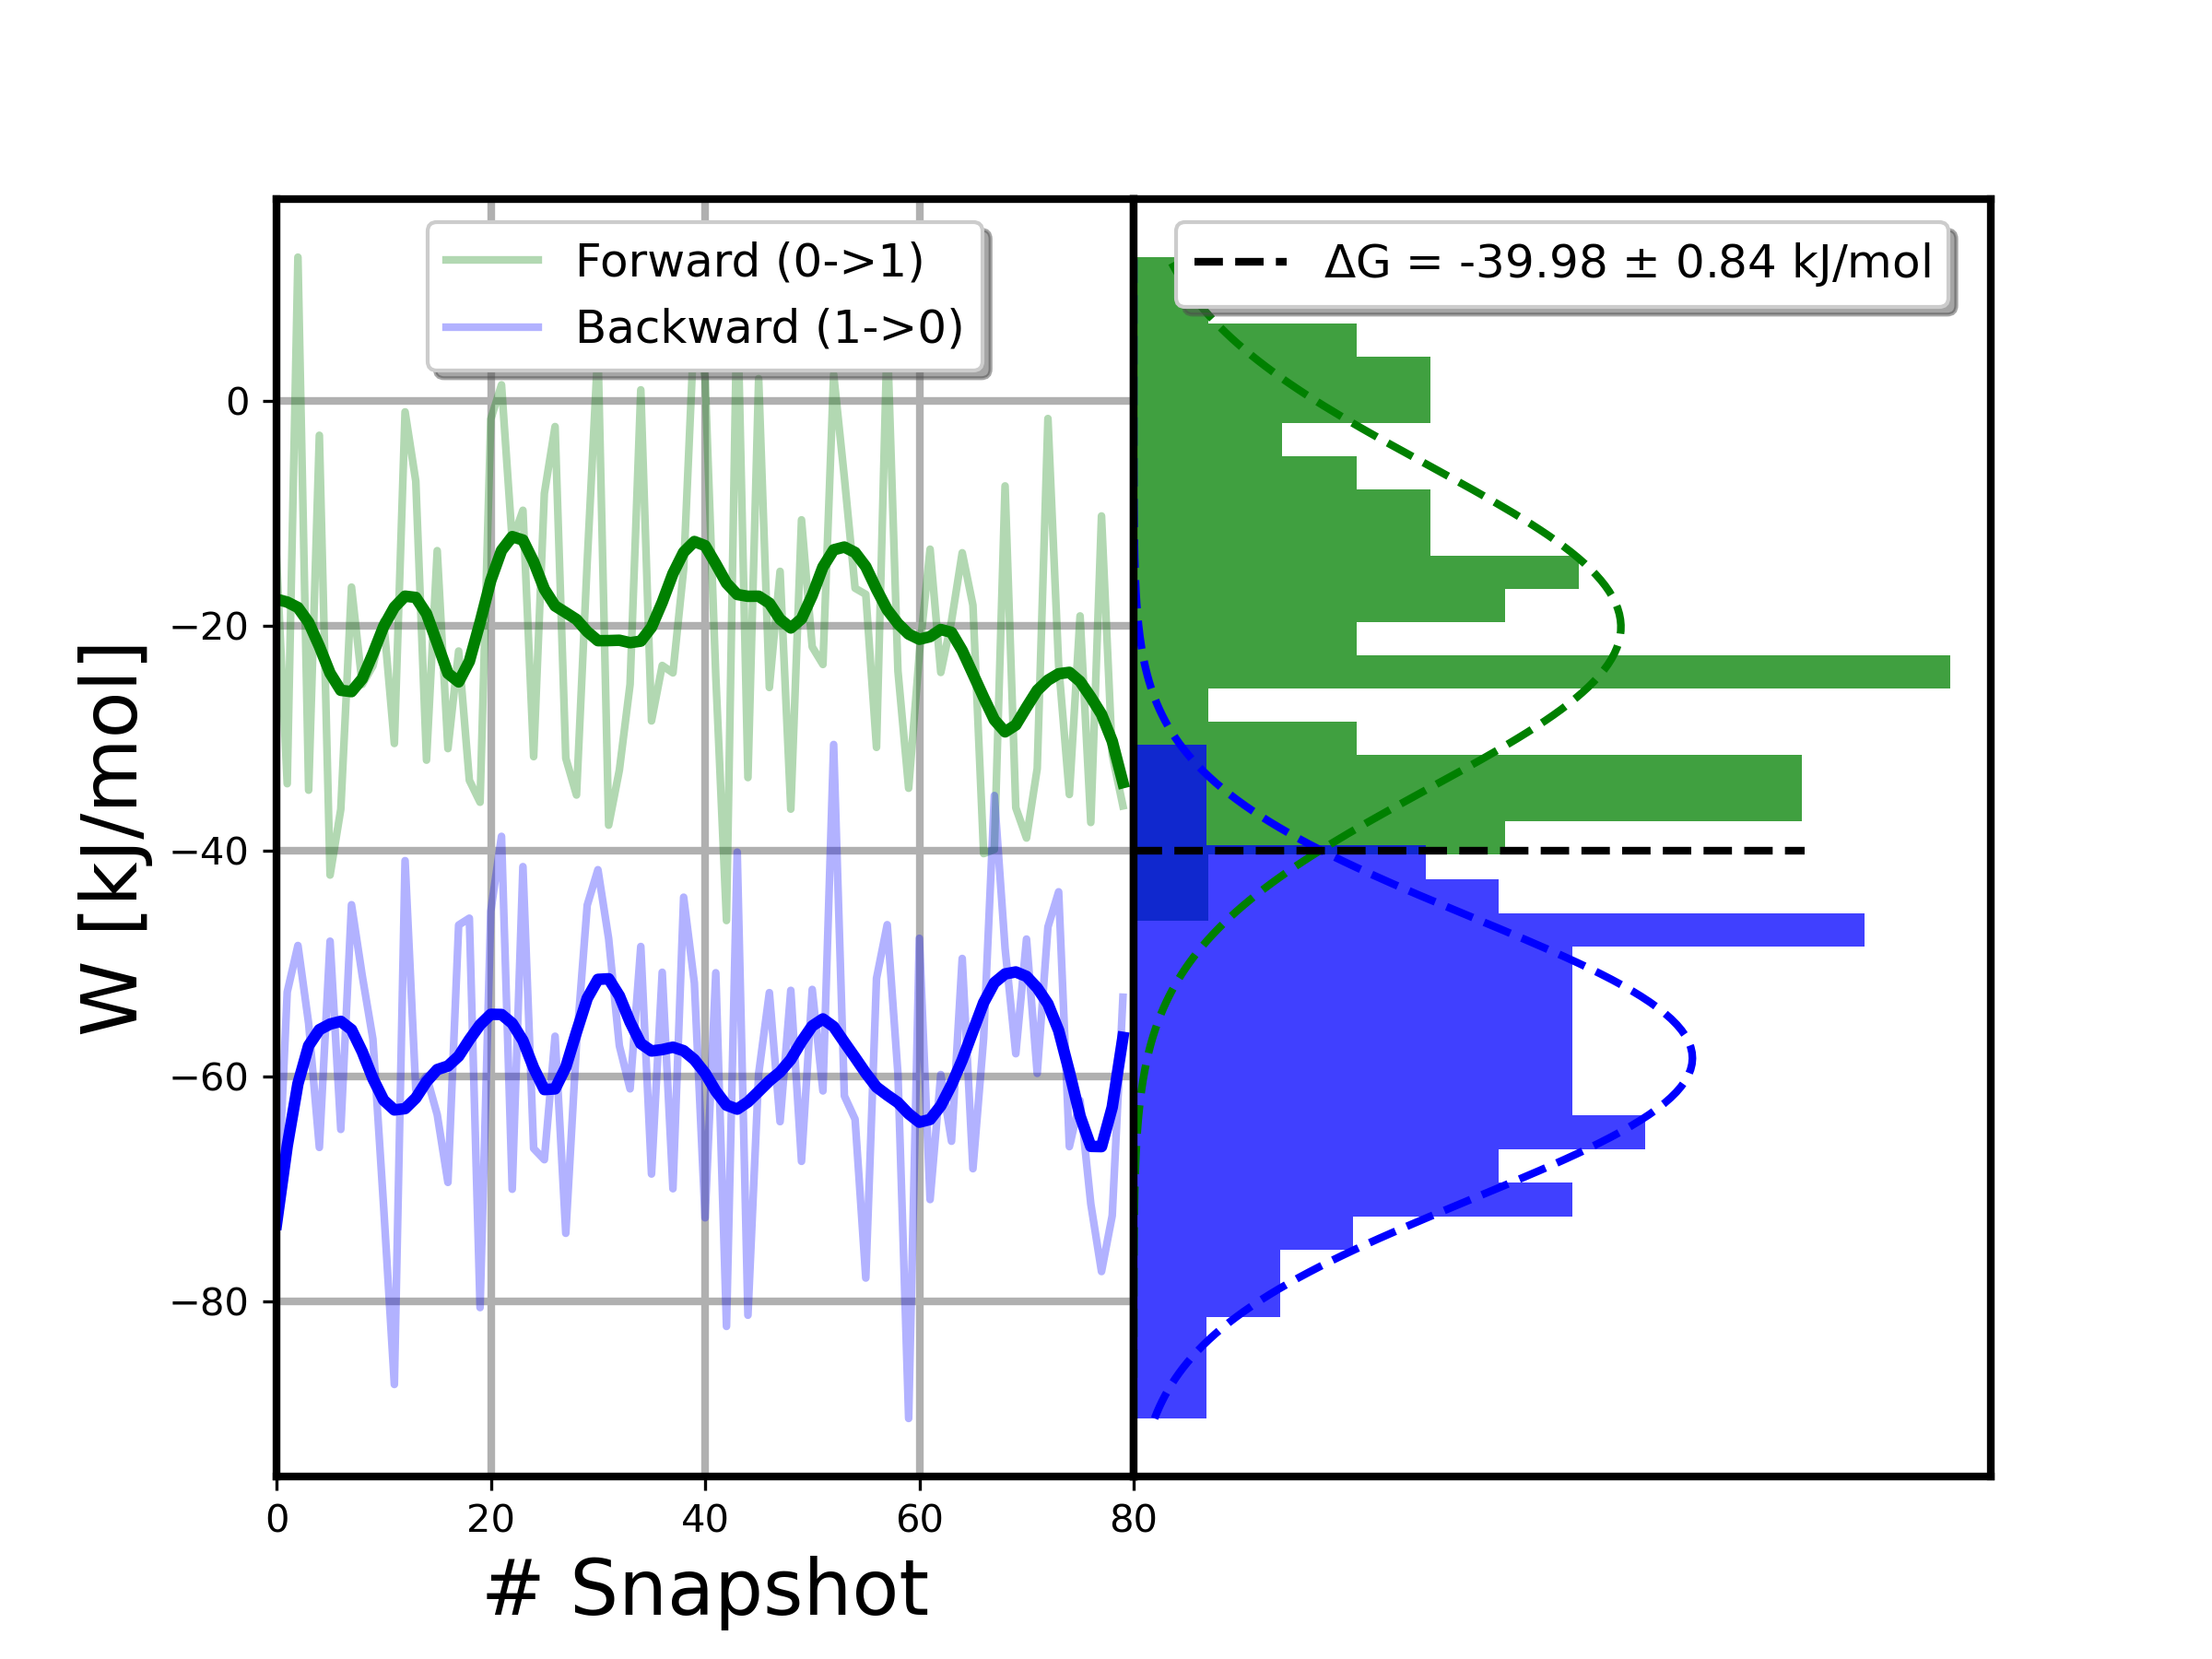 Forward (0->1)
Backward (1->0)
ΔG = -39.98 ± 0.84 kJ/mol
W [kJ/mol]
0
−20
−40
−60
−80
0 20 40 60 80
# Snapshot